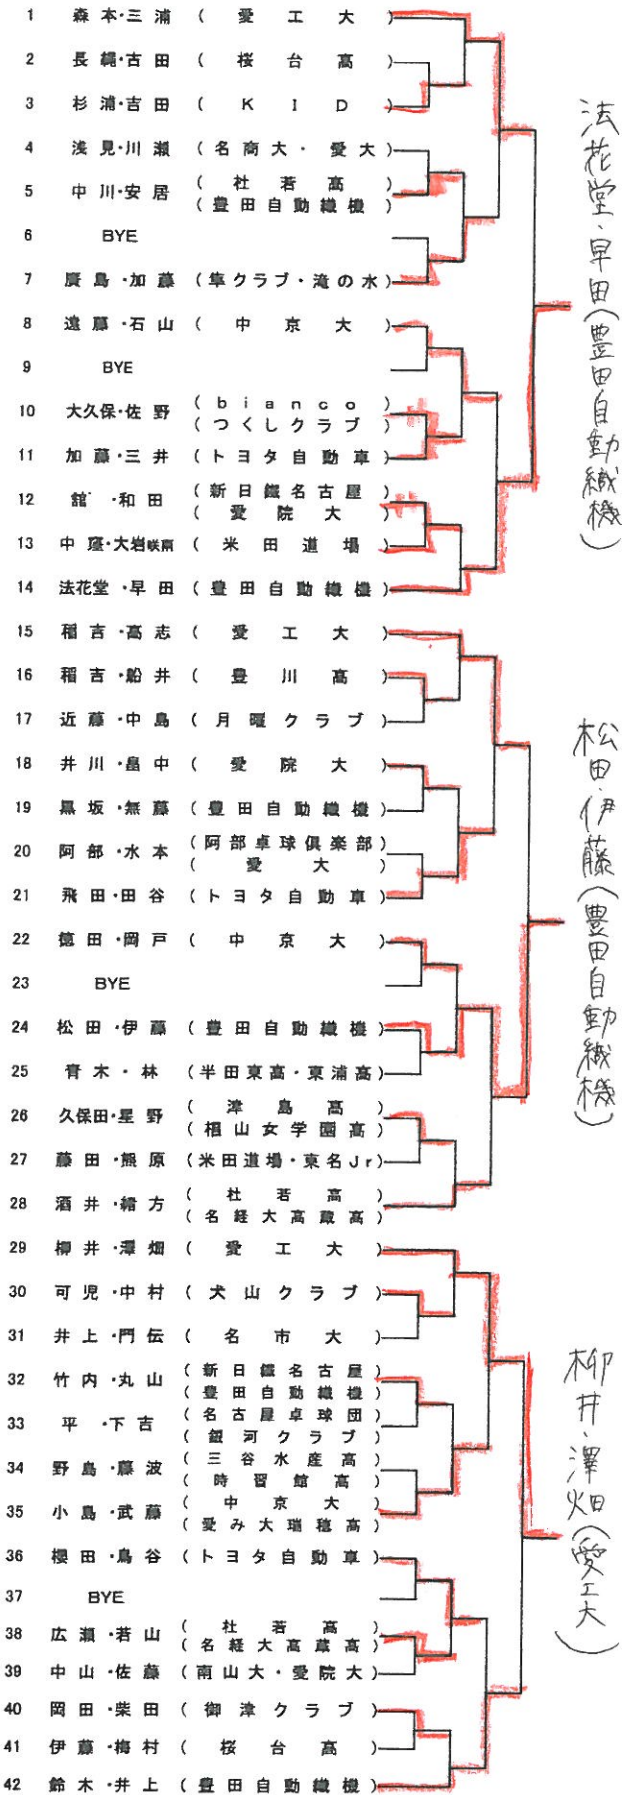 1 森本・三浦 (愛工大)
2 長縄・古田 (桜台高)
3 杉浦・吉田 (KID)
4 浅見・川瀬 (名商大・愛大)
5 中川・安居 (杜若高)
(豊田自動織機)
6 BYE
7 廣島・加藤 (隼クラブ・滝の水)
8 遠藤・石山 (中京大)
9 BYE
10 大久保・佐野 (bianco)
(つくしクラブ)
11 加藤・三井 (トヨタ自動車)
12 舘・和田 (新日鐵名古屋)
(愛院大)
13 中窪・大岩咲南 (米田道場)
14 法花堂・早田 (豊田自動織機)
15 稲吉・高志 (愛工大)
16 稲吉・船井 (豊川高)
17 近藤・中島 (月曜クラブ)
18 井川・畠中 (愛院大)
19 黒坂・無藤 (豊田自動織機)
20 阿部・水本 (阿部卓球倶楽部)
(愛大)
21 飛田・田谷 (トヨタ自動車)
22 徳田・岡戸 (中京大)
23 BYE
24 松田・伊藤 (豊田自動織機)
25 青木・林 (半田東高・東浦高)
26 久保田・星野 (津島高)
(椙山女学園高)
27 藤田・熊原 (米田道場・東名Jr)
28 酒井・緒方 (杜若高)
(名経大高蔵高)
29 柳井・澤畑 (愛工大)
30 可児・中村 (犬山クラブ)
31 井上・門伝 (名市大)
32 竹内・丸山 (新日鐵名古屋)
(豊田自動織機)
33 平・下吉 (名古屋卓球団)
(銀河クラブ)
34 野島・藤波 (三谷水産高)
(時習館高)
35 小島・武藤 (中京大)
(愛み大瑞穂高)
36 櫻田・鳥谷 (トヨタ自動車)
37 BYE
38 広瀬・若山 (杜若高)
(名経大高蔵高)
39 中山・佐藤 (南山大・愛院大)
40 岡田・柴田 (御津クラブ)
41 伊藤・梅村 (桜台高)
42 鈴木・井上 (豊田自動織機)
法花堂・早田(豊田自動織機)
松田・伊藤(豊田自動織機)
柳井・澤畑(愛工大)